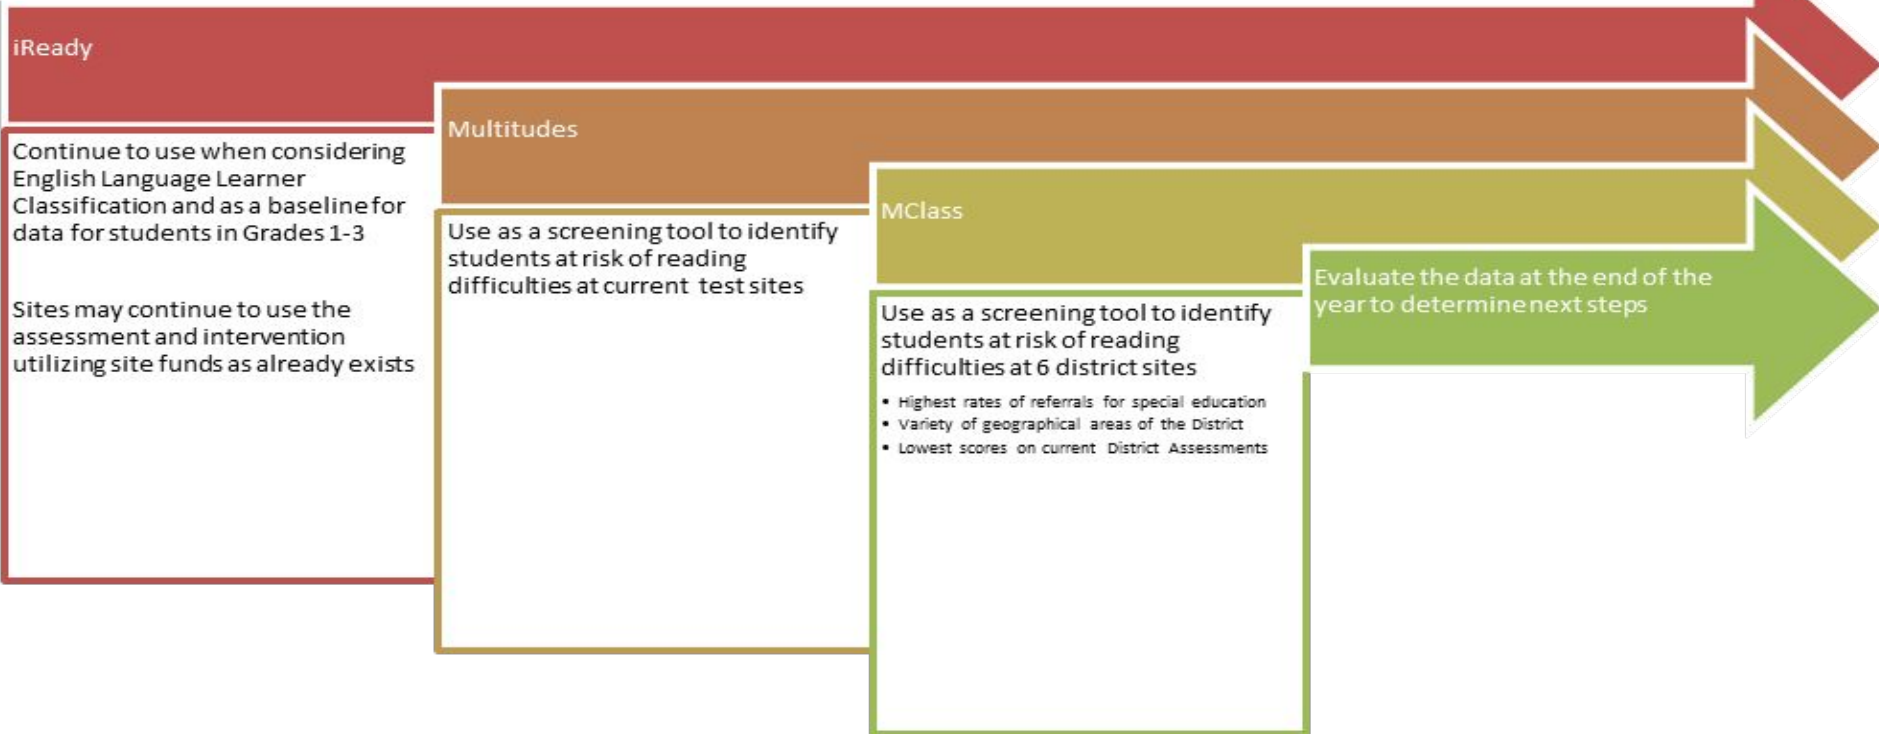 iReady
Continue to use when considering
English Language Learner
Classification and as a baseline for
data for students in Grades 1-3
Sites may continue to use the
assessment and intervention
utilizing site funds as already exists
Multitudes
Use as a screening tool to identify
students at risk of reading
difficulties at current test sites
MClass
Use as a screening tool to identify
students at risk of reading
difficulties at 6 district sites
• Highest rates of referrals for special education
• Variety of geographical areas of the District
• Lowest scores on current District Assessments
Evaluate the data at the end of the
year to determine next steps